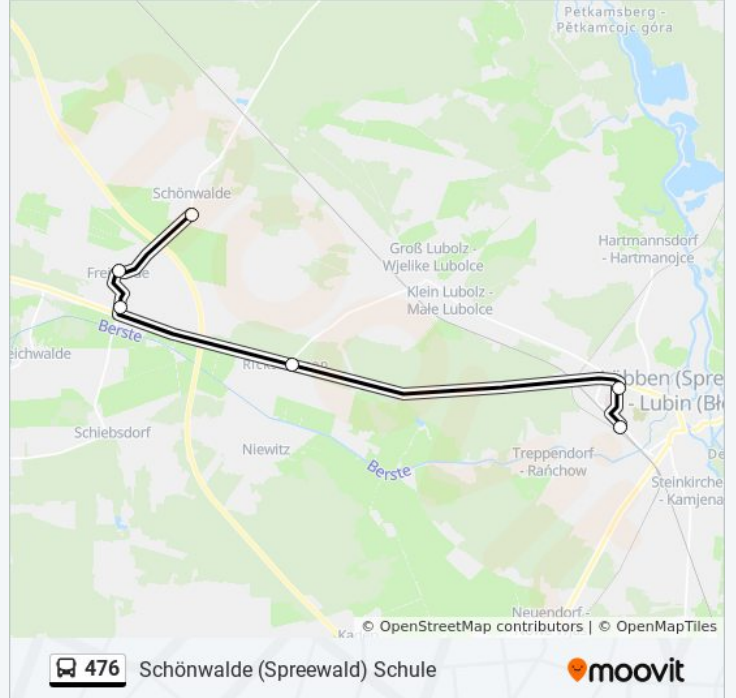 Petkamsberg -
Pětkamcojc góra
Schönwalde
Hartmannsdorf
- Hartmanojce
Groß Lubolz -
Wjelike Lubolce
Klein Lubolz -
Małe Lubolce
Berste
Schiebsdorf
Niewitz
Treppendorf
- Rańchow
Berste
Steinkirche
- Kamjena
Neuendorf -
© OpenStreetMap contributors | © OpenMapTiles
476 Schönwalde (Spreewald) Schule
moovit